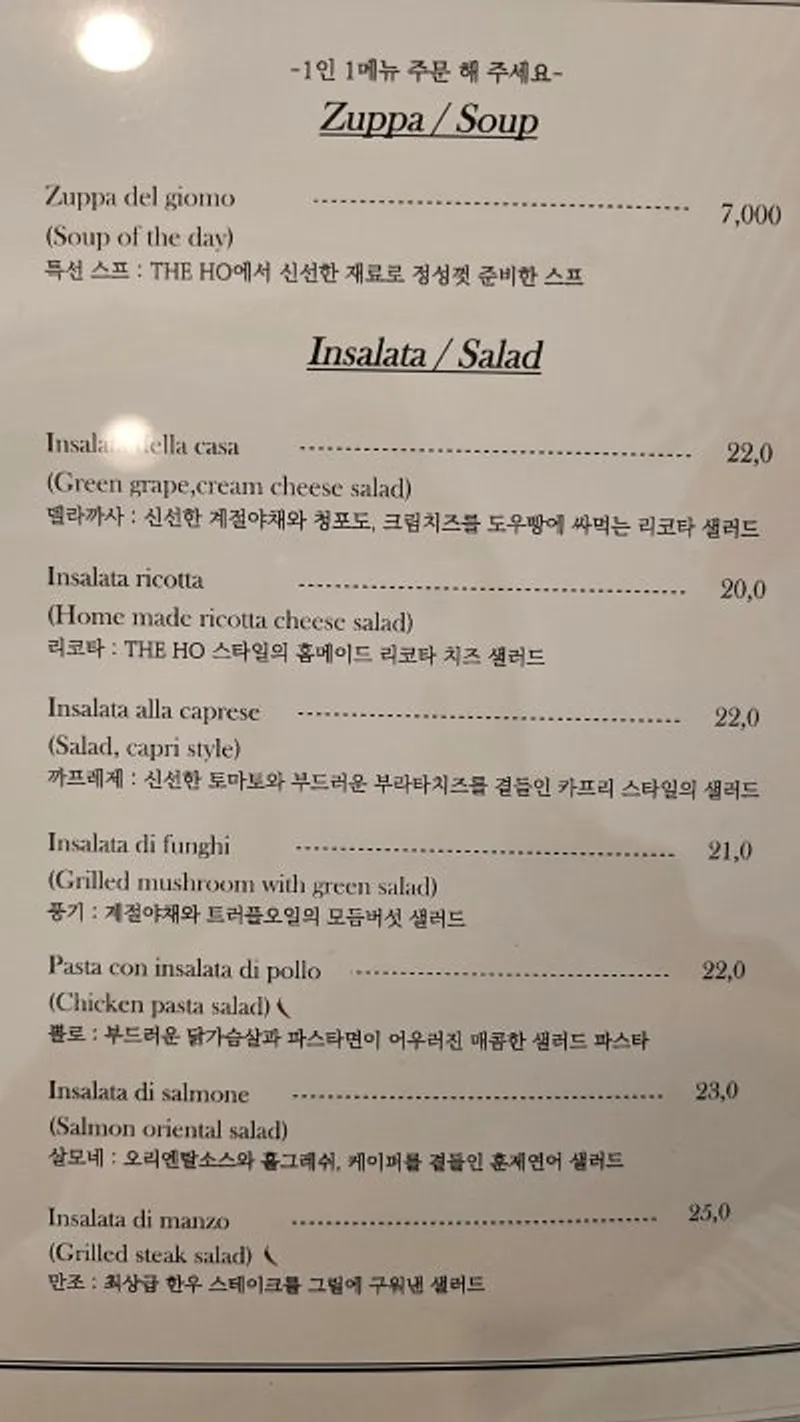 -1인 1메뉴 주문 해 주세요-
Zuppa / Soup
Zuppa del giorno ---------- 7,000
(Soup of the day)
특선 스프 : THE HO에서 신선한 재료로 정성껏 준비한 스프
Insalata / Salad
casa ---------- 22,0
(Green grape,cream cheese salad)
델라까사 : 신선한 계절야채와 청포도, 크림치즈를 도우빵에 싸먹는 리코타 샐러드
Insalata ricotta ---------- 20,0
(Home made ricotta cheese salad)
리코타 : THE HO 스타일의 홈메이드 리코타 치즈 샐러드
Insalata alla caprese ---------- 22,0
(Salad, capri style)
까프레제 : 신선한 토마토와 부드러운 부라타치즈를 곁들인 카프리 스타일의 샐러드
Insalata di funghi ---------- 21,0
(Grilled mushroom with green salad)
풍기 : 계절야채와 트러플오일의 모듬버섯 샐러드
Pasta con insalata di pollo ---------- 22,0
(Chicken pasta salad)
뽈로 : 부드러운 닭가슴살과 파스타면이 어우러진 매콤한 샐러드 파스타
Insalata di salmone ---------- 23,0
(Salmon oriental salad)
살모네 : 오리엔탈소스와 홀그레쉬, 케이퍼를 곁들인 훈제연어 샐러드
Insalata di manzo ---------- 25,0
(Grilled steak salad)
만조 : 최상급 한우 스테이크를 그릴에 구워낸 샐러드